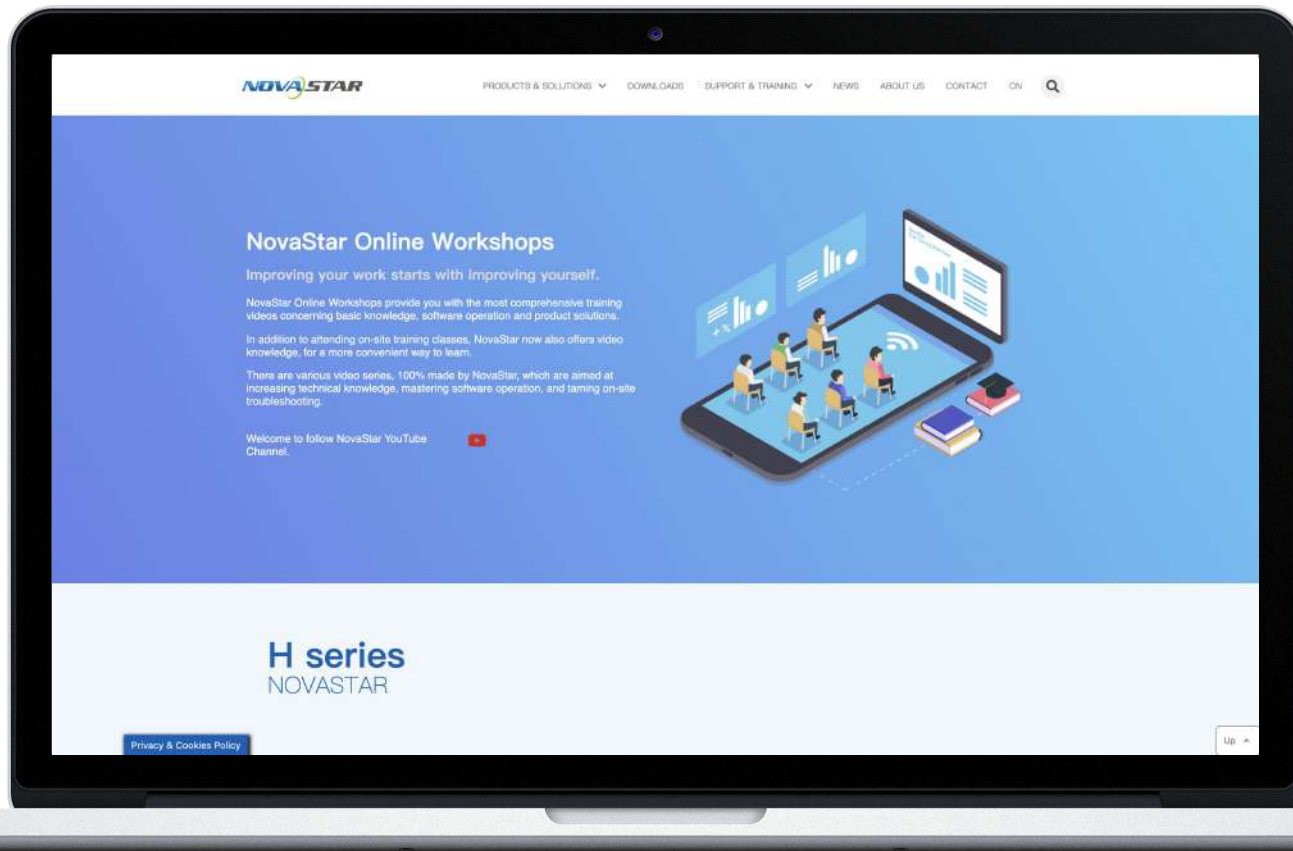 NOVASTAR
PRODUCTS & SOLUTIONS
DOWNLOADS
SUPPORT & TRAINING
NEWS
ABOUT US
CONTACT
CN
NovaStar Online Workshops
Improving your work starts with improving yourself.
NovaStar Online Workshops provide you with the most comprehensive training
videos concerning basic knowledge, software operation and product solutions.
In addition to attending on-site training classes, NovaStar now also offers video
knowledge, for a more convenient way to learn.
There are various video series, 100% made by NovaStar, which are aimed at
increasing technical knowledge, mastering software operation, and taming on-site
troubleshooting.
Welcome to follow NovaStar YouTube
Channel.
H series
NOVASTAR
Privacy & Cookies Policy
Up